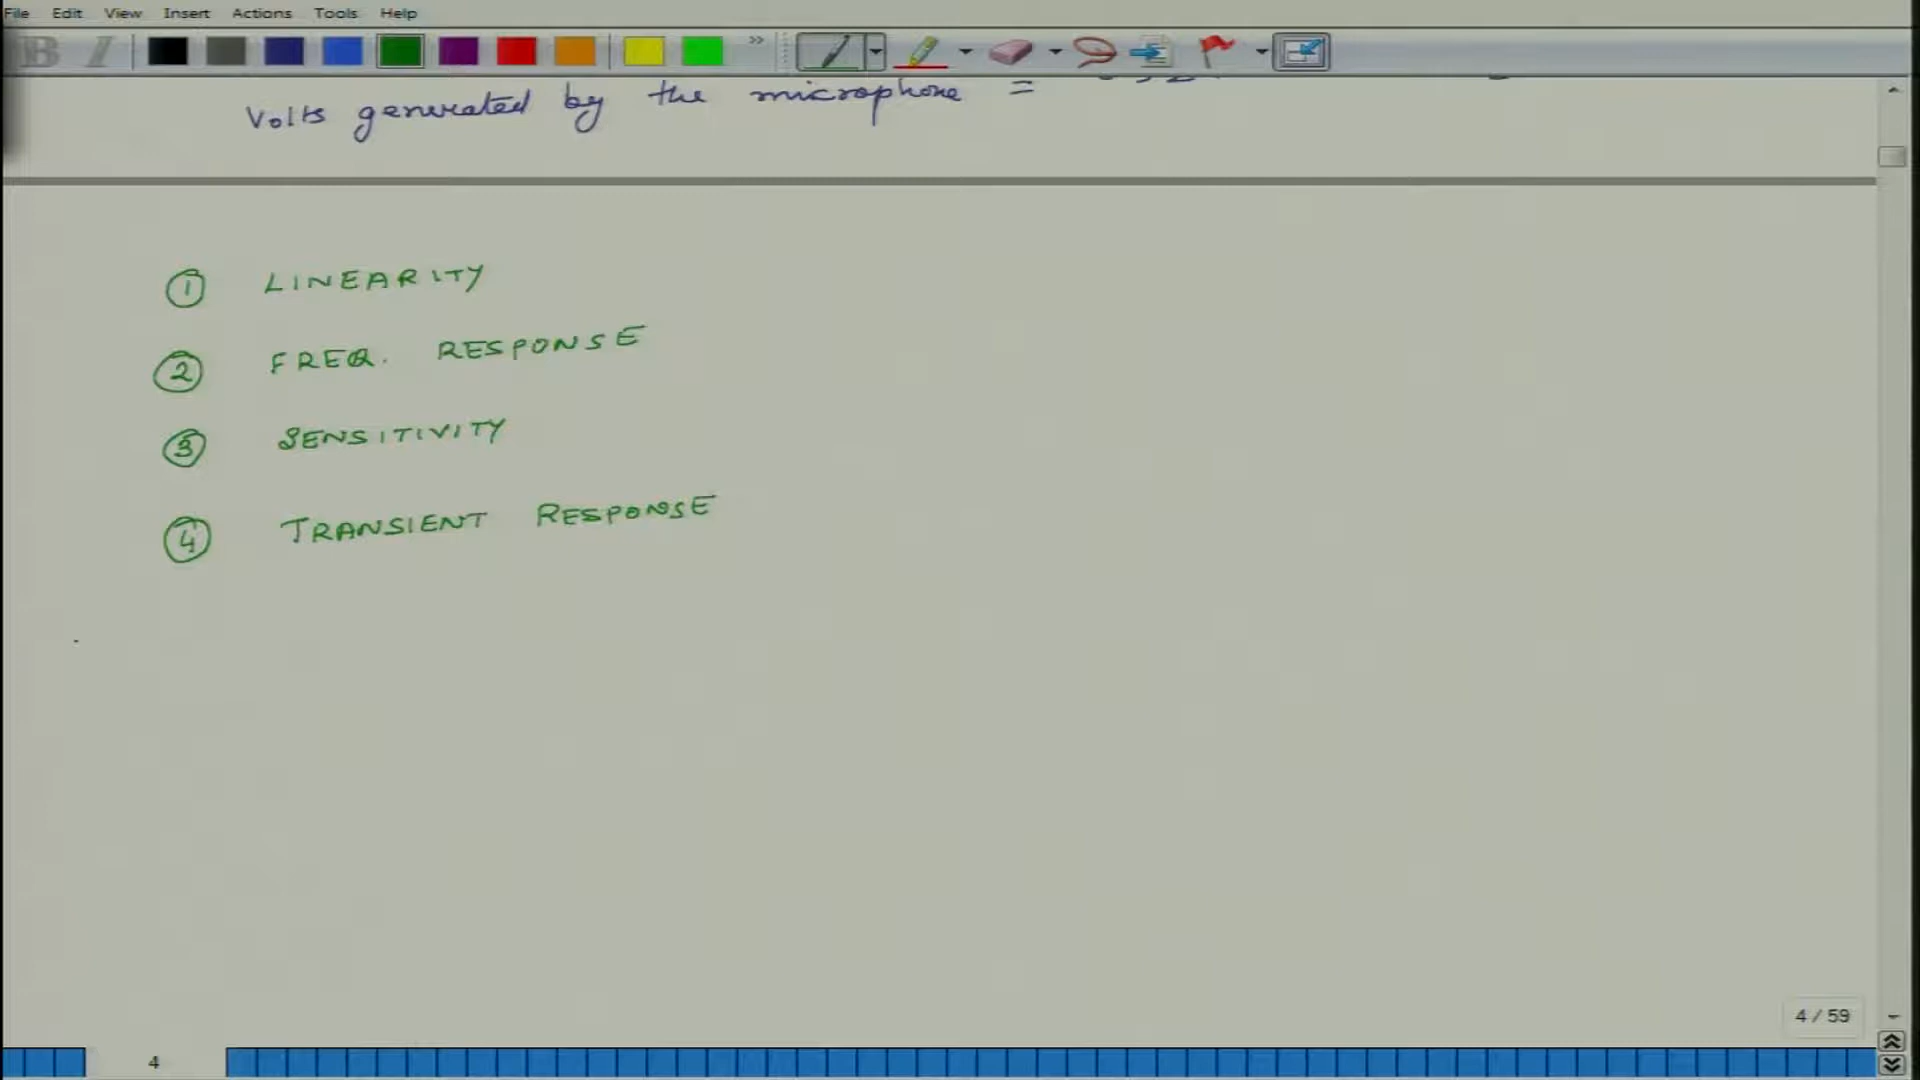 File Edit View Insert Actions Tools Help
B I
Volts generated by the microphone =
1 LINEARITY
2 FREQ. RESPONSE
3 SENSITIVITY
4 TRANSIENT RESPONSE
4 / 59
4